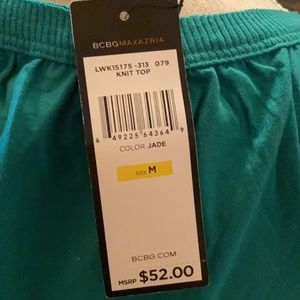 BCBGMAXAZRIA
LWK15175 -313 079
KNIT TOP
6 49225 64364 9
COLOR JADE
SIZE M
BCBG.COM
MSRP $52.00